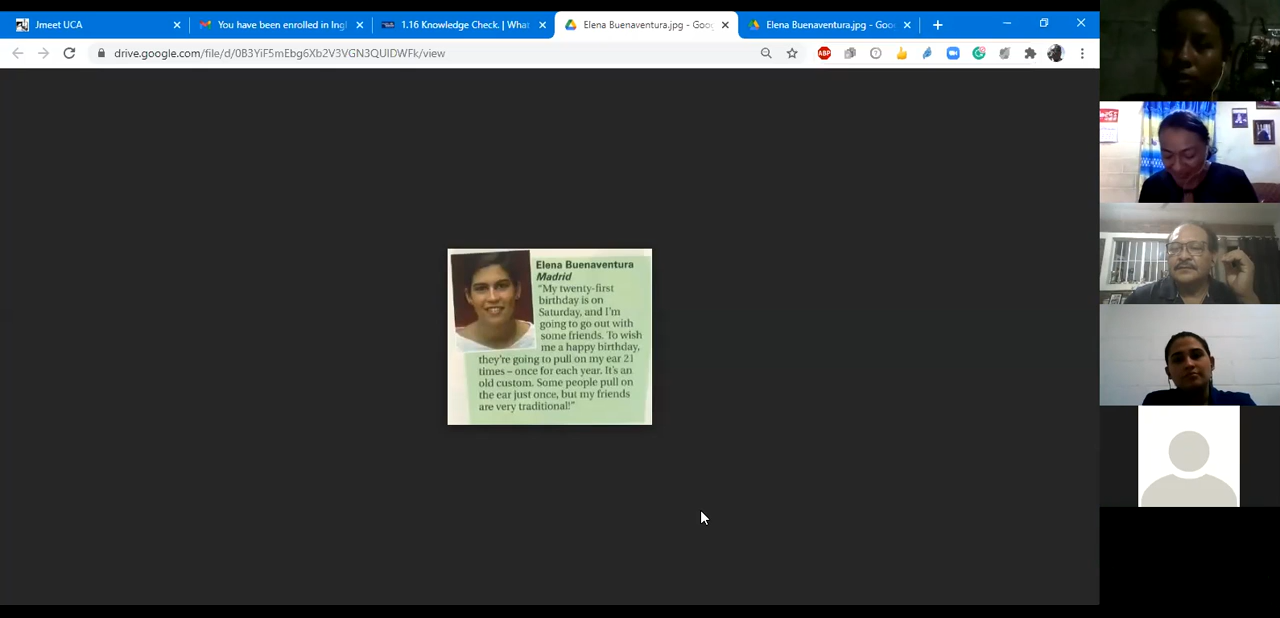 Jmeet UCA
You have been enrolled in Ingl
1.16 Knowledge Check. | What
Elena Buenaventura.jpg - Goog
Elena Buenaventura.jpg - Goo
drive.google.com/file/d/0B3YiF5mEbg6Xb2V3VGN3QUlDWFk/view
ABP
Elena Buenaventura
Madrid
"My twenty-first
birthday is on
Saturday, and I'm
going to go out with
some friends. To wish
me a happy birthday,
they're going to pull on my ear 21
times – once for each year. It's an
old custom. Some people pull on
the ear just once, but my friends
are very traditional!"